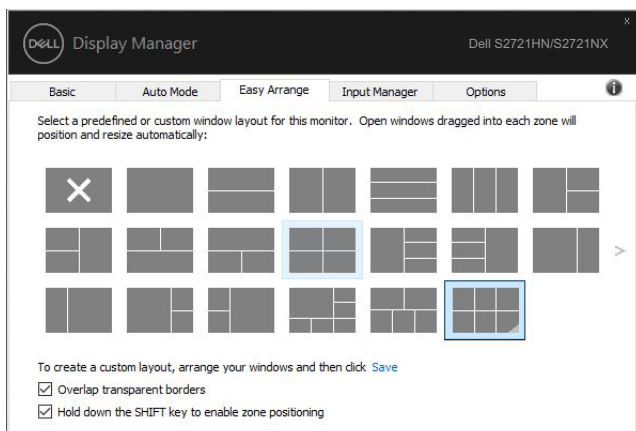 DELL Display Manager Dell S2721HN/S2721NX
x
Basic Auto Mode Easy Arrange Input Manager Options i
Select a predefined or custom window layout for this monitor. Open windows dragged into each zone will
position and resize automatically:
>
To create a custom layout, arrange your windows and then click Save
Overlap transparent borders
Hold down the SHIFT key to enable zone positioning